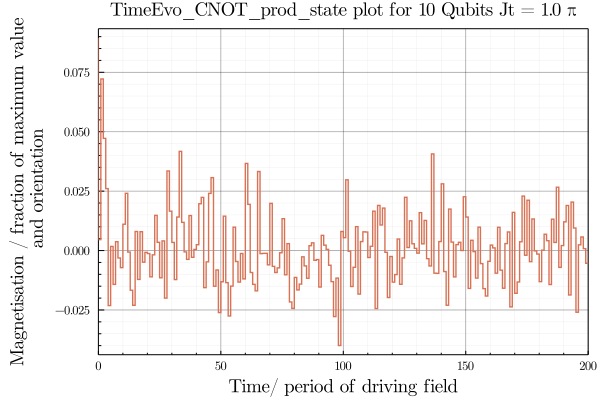 TimeEvo_CNOT_prod_state plot for 10 Qubits Jt = 1.0 π
Magnetisation / fraction of maximum value
and orientation
0.075
0.050
0.025
0.000
−0.025
0
50
100
150
200
Time/ period of driving field